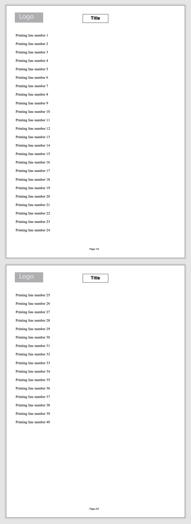 Logo
Title
Printing line number 1
Printing line number 2
Printing line number 3
Printing line number 4
Printing line number 5
Printing line number 6
Printing line number 7
Printing line number 8
Printing line number 9
Printing line number 10
Printing line number 11
Printing line number 12
Printing line number 13
Printing line number 14
Printing line number 15
Printing line number 16
Printing line number 17
Printing line number 18
Printing line number 19
Printing line number 20
Printing line number 21
Printing line number 22
Printing line number 23
Printing line number 24
Page 1/2
Logo
Title
Printing line number 25
Printing line number 26
Printing line number 27
Printing line number 28
Printing line number 29
Printing line number 30
Printing line number 31
Printing line number 32
Printing line number 33
Printing line number 34
Printing line number 35
Printing line number 36
Printing line number 37
Printing line number 38
Printing line number 39
Printing line number 40
Page 2/2